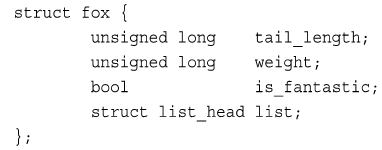 struct fox {
        unsigned long    tail_length;
        unsigned long    weight;
        bool             is_fantastic;
        struct list_head list;
};